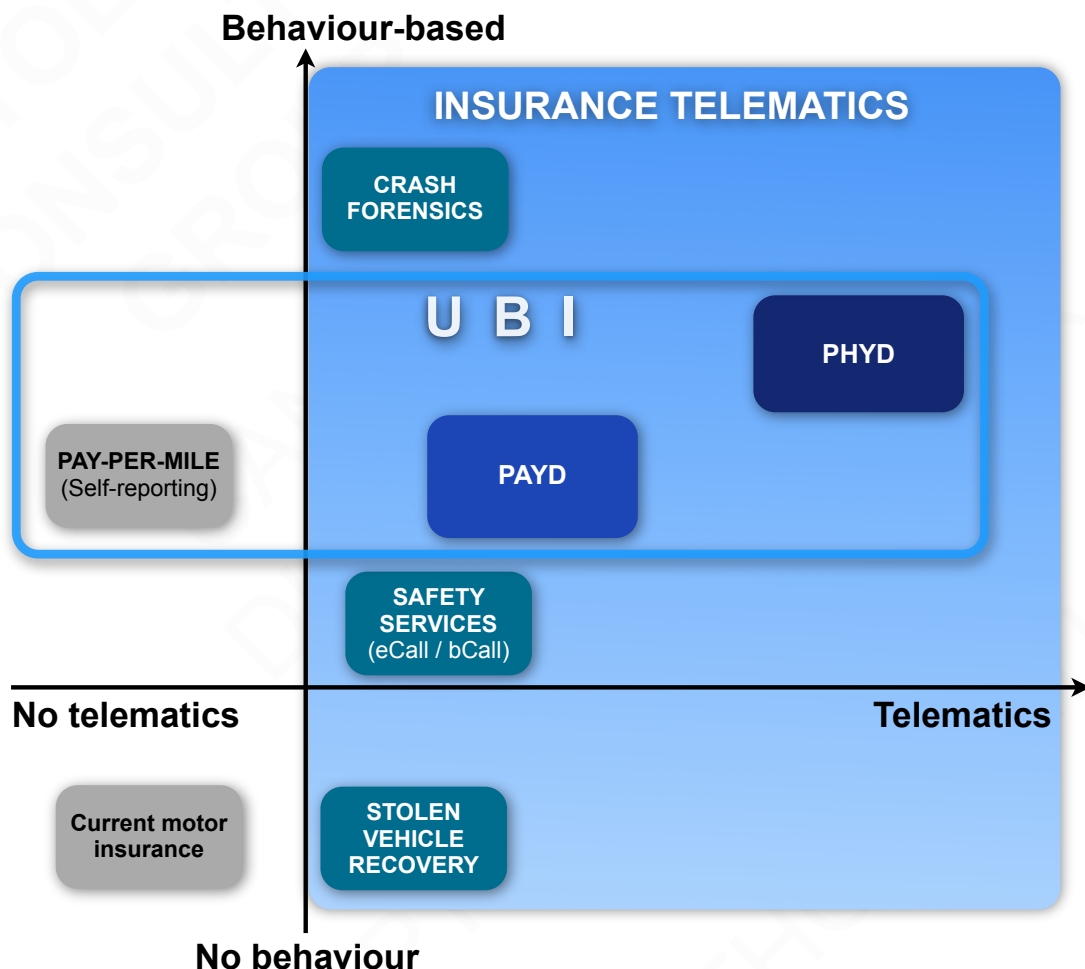 Behaviour-based
INSURANCE TELEMATICS
CRASH
FORENSICS
U B I
PHYD
PAY-PER-MILE
(Self-reporting)
PAYD
SAFETY
SERVICES
(eCall / bCall)
No telematics
Telematics
Current motor
insurance
STOLEN
VEHICLE
RECOVERY
No behaviour